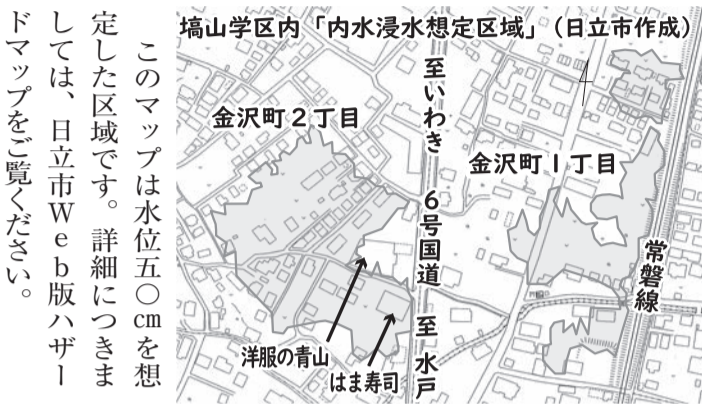 塙山学区内「内水浸水想定区域」（日立市作成）
このマップは水位五〇㎝を想
定した区域です。詳細につきま
しては、日立市Ｗｅｂ版ハザー
ドマップをご覧ください。
金沢町２丁目
至いわき　６号国道　至　水戸
金沢町１丁目
常磐線
洋服の青山
はま寿司